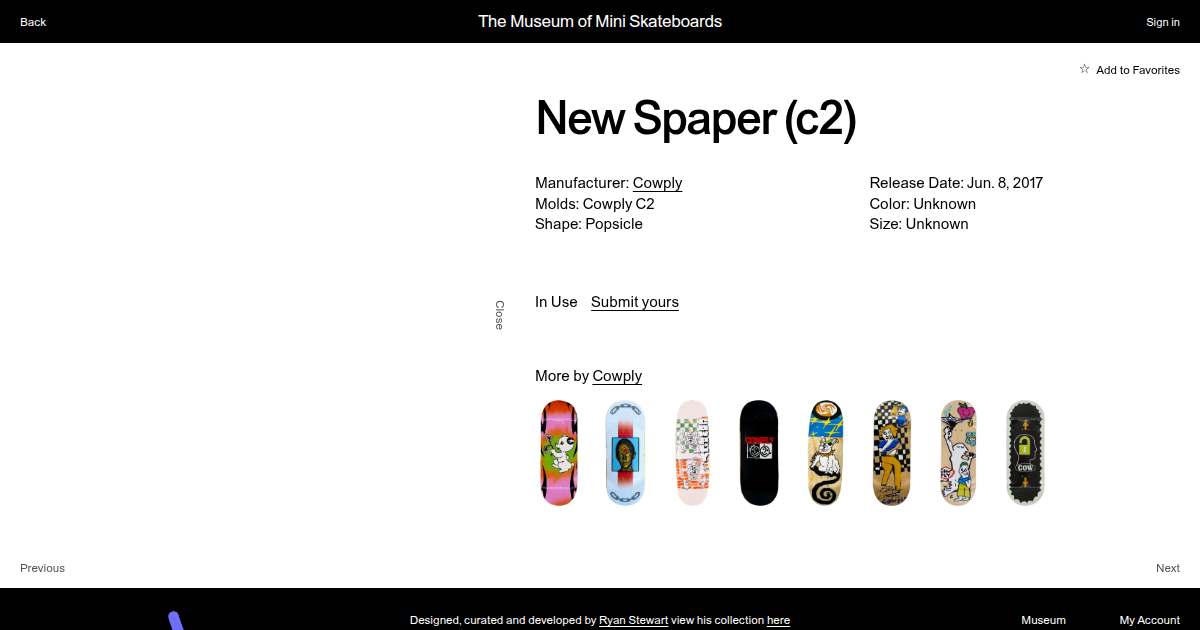 Back
The Museum of Mini Skateboards
Sign in
☆ Add to Favorites
New Spaper (c2)
Manufacturer: Cowply
Molds: Cowply C2
Shape: Popsicle
Release Date: Jun. 8, 2017
Color: Unknown
Size: Unknown
Close
In Use Submit yours
More by Cowply
COW
Previous
Next
Designed, curated and developed by Ryan Stewart view his collection here
Museum
My Account